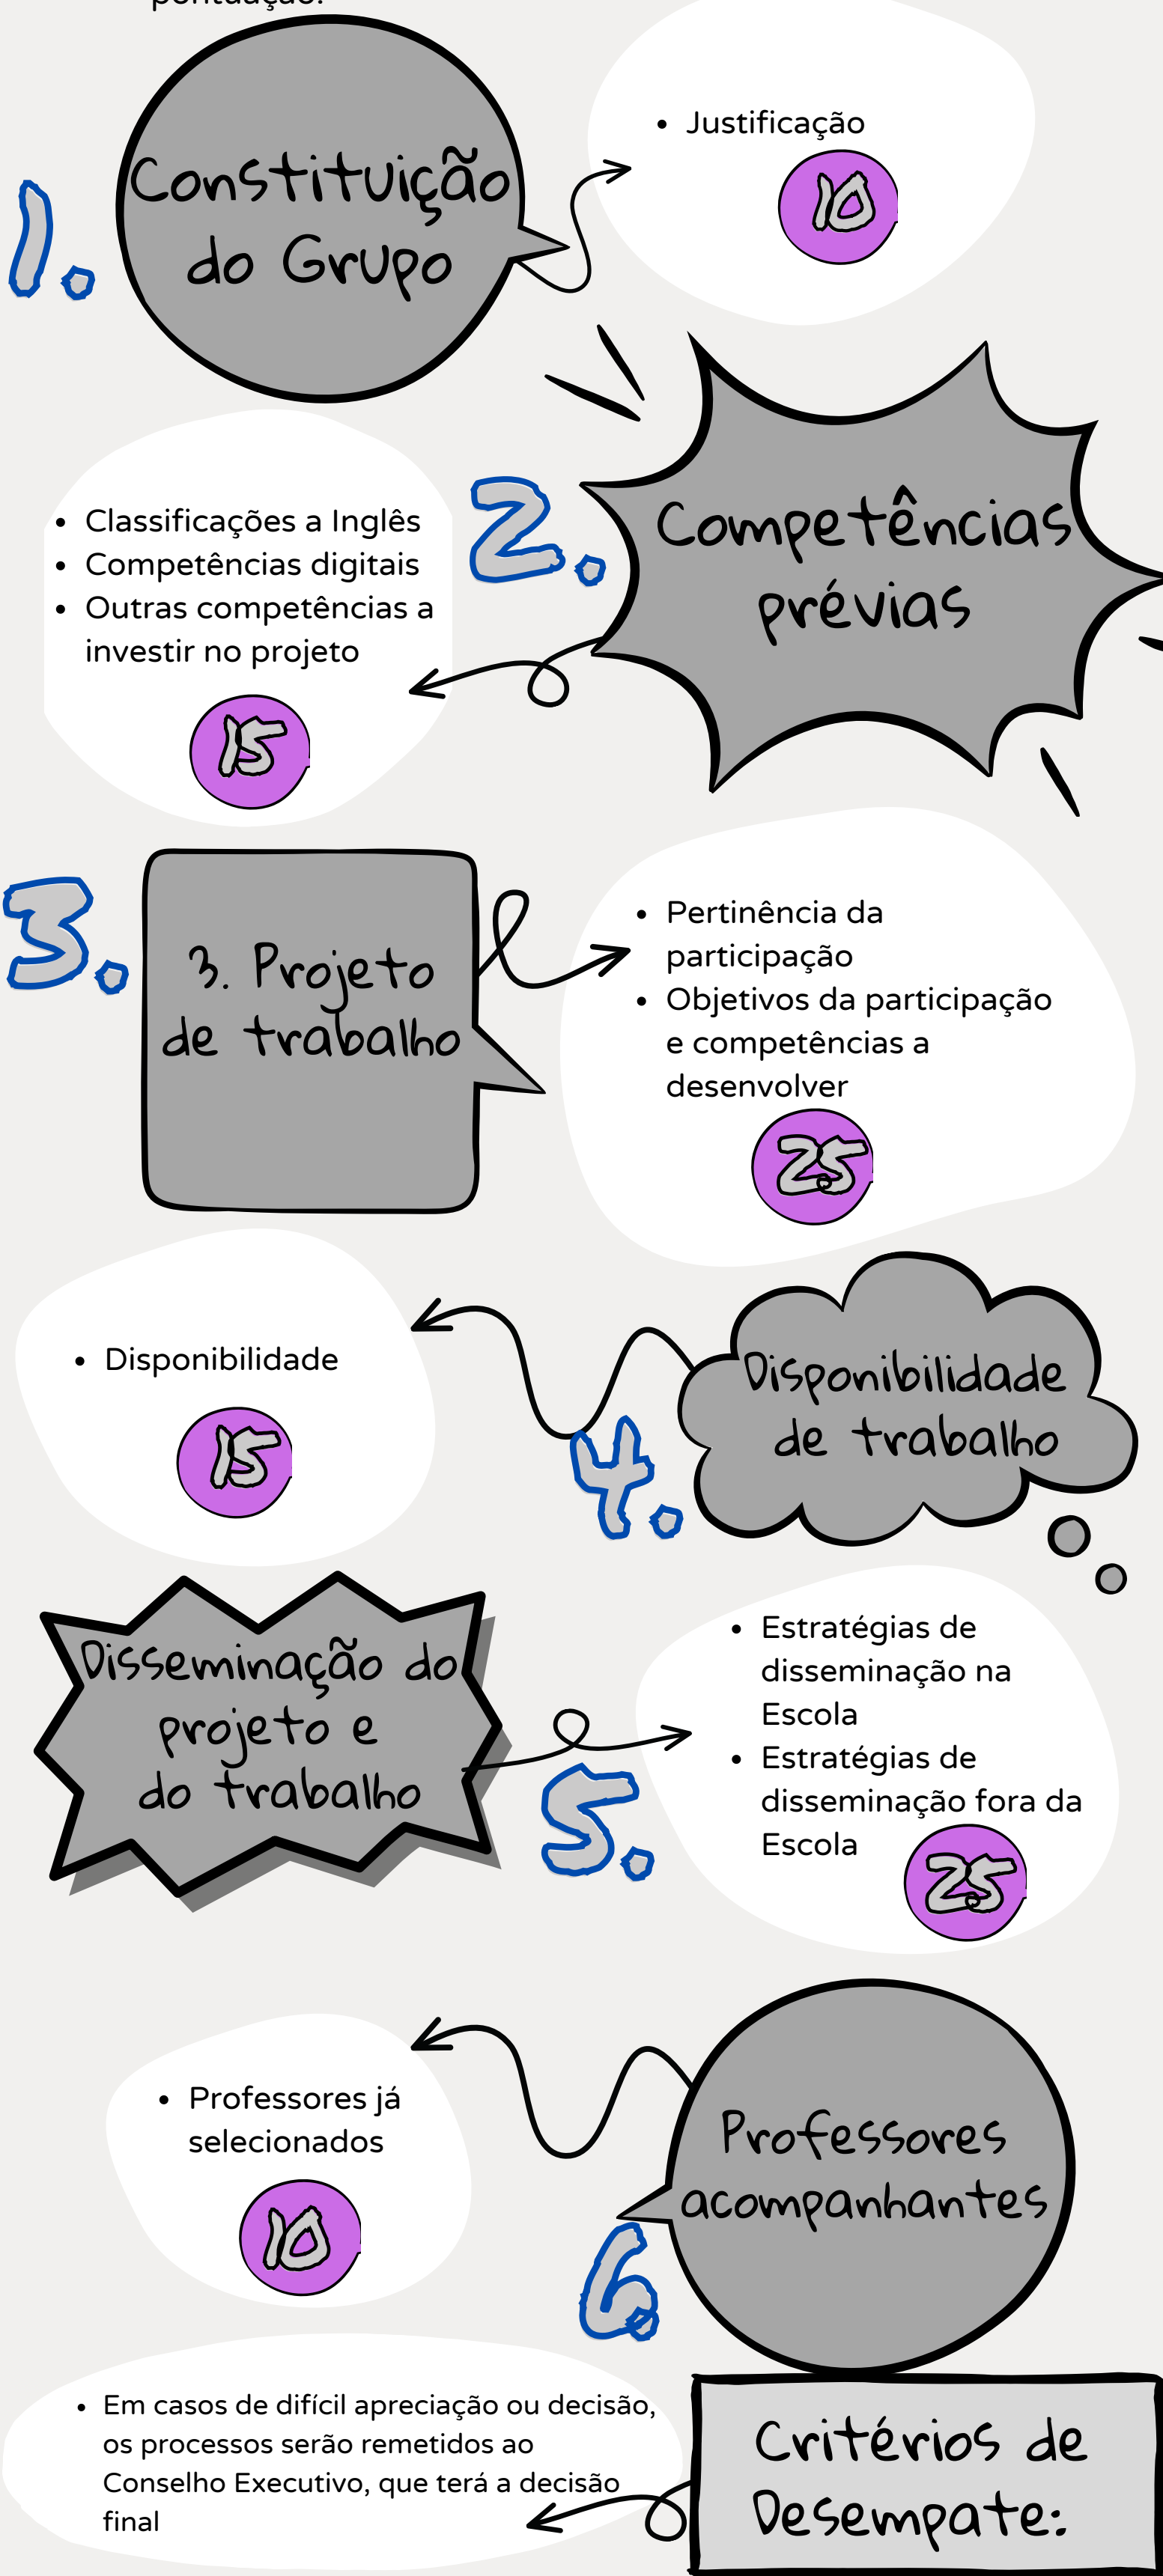 pontuação:
1.
Constituição
do Grupo
• Justificação
10
2.
Competências
prévias
• Classificações a Inglês
• Competências digitais
• Outras competências a
investir no projeto
15
3.
3. Projeto
de trabalho
• Pertinência da
participação
• Objetivos da participação
e competências a
desenvolver
25
4.
Disponibilidade
de trabalho
• Disponibilidade
15
Disseminação do
projeto e
do trabalho
5.
• Estratégias de
disseminação na
Escola
• Estratégias de
disseminação fora da
Escola
25
6.
Professores
acompanhantes
• Professores já
selecionados
10
Critérios de
Desempate:
• Em casos de difícil apreciação ou decisão,
os processos serão remetidos ao
Conselho Executivo, que terá a decisão
final